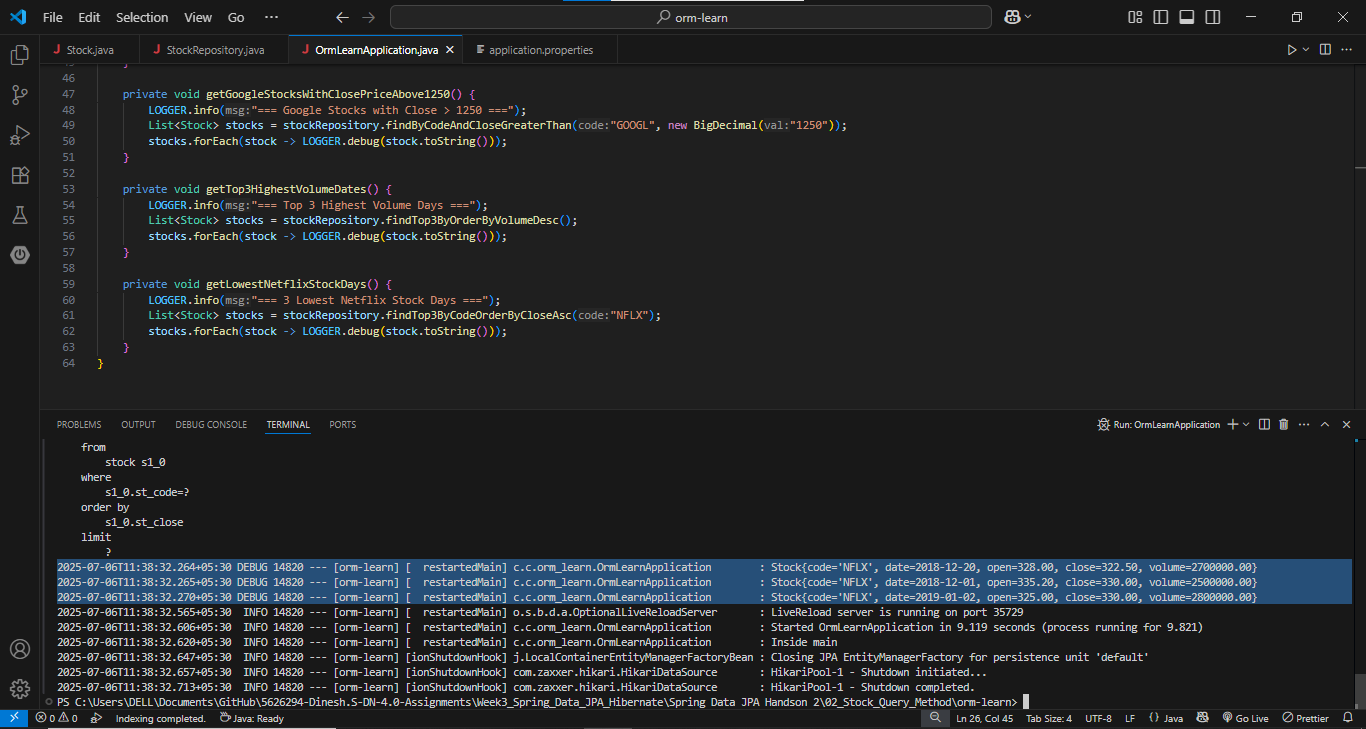 File Edit Selection View Go ··· orm-learn
Stock.java StockRepository.java OrmLearnApplication.java application.properties
46
47 private void getGoogleStocksWithClosePriceAbove1250() {
48 LOGGER.info(msg:"=== Google Stocks with Close > 1250 ===");
49 List<Stock> stocks = stockRepository.findByCodeAndCloseGreaterThan(code:"GOOGL", new BigDecimal(val:"1250"));
50 stocks.forEach(stock -> LOGGER.debug(stock.toString()));
51 }
52
53 private void getTop3HighestVolumeDates() {
54 LOGGER.info(msg:"=== Top 3 Highest Volume Days ===");
55 List<Stock> stocks = stockRepository.findTop3ByOrderByVolumeDesc();
56 stocks.forEach(stock -> LOGGER.debug(stock.toString()));
57 }
58
59 private void getLowestNetflixStockDays() {
60 LOGGER.info(msg:"=== 3 Lowest Netflix Stock Days ===");
61 List<Stock> stocks = stockRepository.findTop3ByCodeOrderByCloseAsc(code:"NFLX");
62 stocks.forEach(stock -> LOGGER.debug(stock.toString()));
63 }
64 }
PROBLEMS OUTPUT DEBUG CONSOLE TERMINAL PORTS Run: OrmLearnApplication
from
stock s1_0
where
s1_0.st_code=?
order by
s1_0.st_close
limit
?
2025-07-06T11:38:32.264+05:30 DEBUG 14820 --- [orm-learn] [  restartedMain] c.c.orm_learn.OrmLearnApplication : Stock{code='NFLX', date=2018-12-20, open=328.00, close=322.50, volume=2700000.00}
2025-07-06T11:38:32.265+05:30 DEBUG 14820 --- [orm-learn] [  restartedMain] c.c.orm_learn.OrmLearnApplication : Stock{code='NFLX', date=2018-12-01, open=335.20, close=330.00, volume=2500000.00}
2025-07-06T11:38:32.270+05:30 DEBUG 14820 --- [orm-learn] [  restartedMain] c.c.orm_learn.OrmLearnApplication : Stock{code='NFLX', date=2019-01-02, open=325.00, close=330.00, volume=2800000.00}
2025-07-06T11:38:32.565+05:30 INFO 14820 --- [orm-learn] [  restartedMain] o.s.b.d.a.OptionalLiveReloadServer : LiveReload server is running on port 35729
2025-07-06T11:38:32.606+05:30 INFO 14820 --- [orm-learn] [  restartedMain] c.c.orm_learn.OrmLearnApplication : Started OrmLearnApplication in 9.119 seconds (process running for 9.821)
2025-07-06T11:38:32.620+05:30 INFO 14820 --- [orm-learn] [  restartedMain] c.c.orm_learn.OrmLearnApplication : Inside main
2025-07-06T11:38:32.647+05:30 INFO 14820 --- [orm-learn] [ionShutdownHook] j.LocalContainerEntityManagerFactoryBean : Closing JPA EntityManagerFactory for persistence unit 'default'
2025-07-06T11:38:32.657+05:30 INFO 14820 --- [orm-learn] [ionShutdownHook] com.zaxxer.hikari.HikariDataSource : HikariPool-1 - Shutdown initiated...
2025-07-06T11:38:32.713+05:30 INFO 14820 --- [orm-learn] [ionShutdownHook] com.zaxxer.hikari.HikariDataSource : HikariPool-1 - Shutdown completed.
PS C:\Users\DELL\Documents\GitHub\5626294-Dinesh.S-DN-4.0-Assignments\Week3_Spring_Data_JPA_Hibernate\Spring Data JPA Handson 2\02_Stock_Query_Method\orm-learn>
0 0 Indexing completed. Java: Ready Ln 26, Col 45 Tab Size: 4 UTF-8 LF {} Java Go Live Prettier